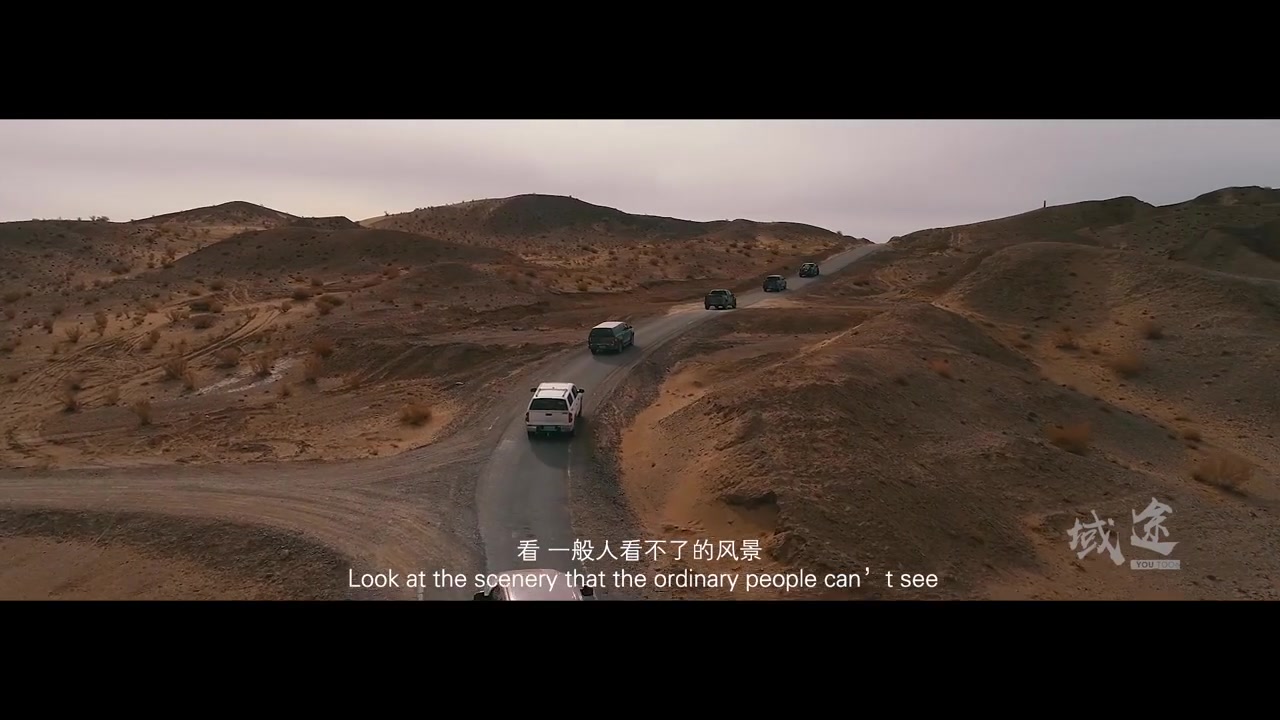 看 一般人看不了的风景
Look at the scenery that the ordinary people can’t see
域途
YOU TOO